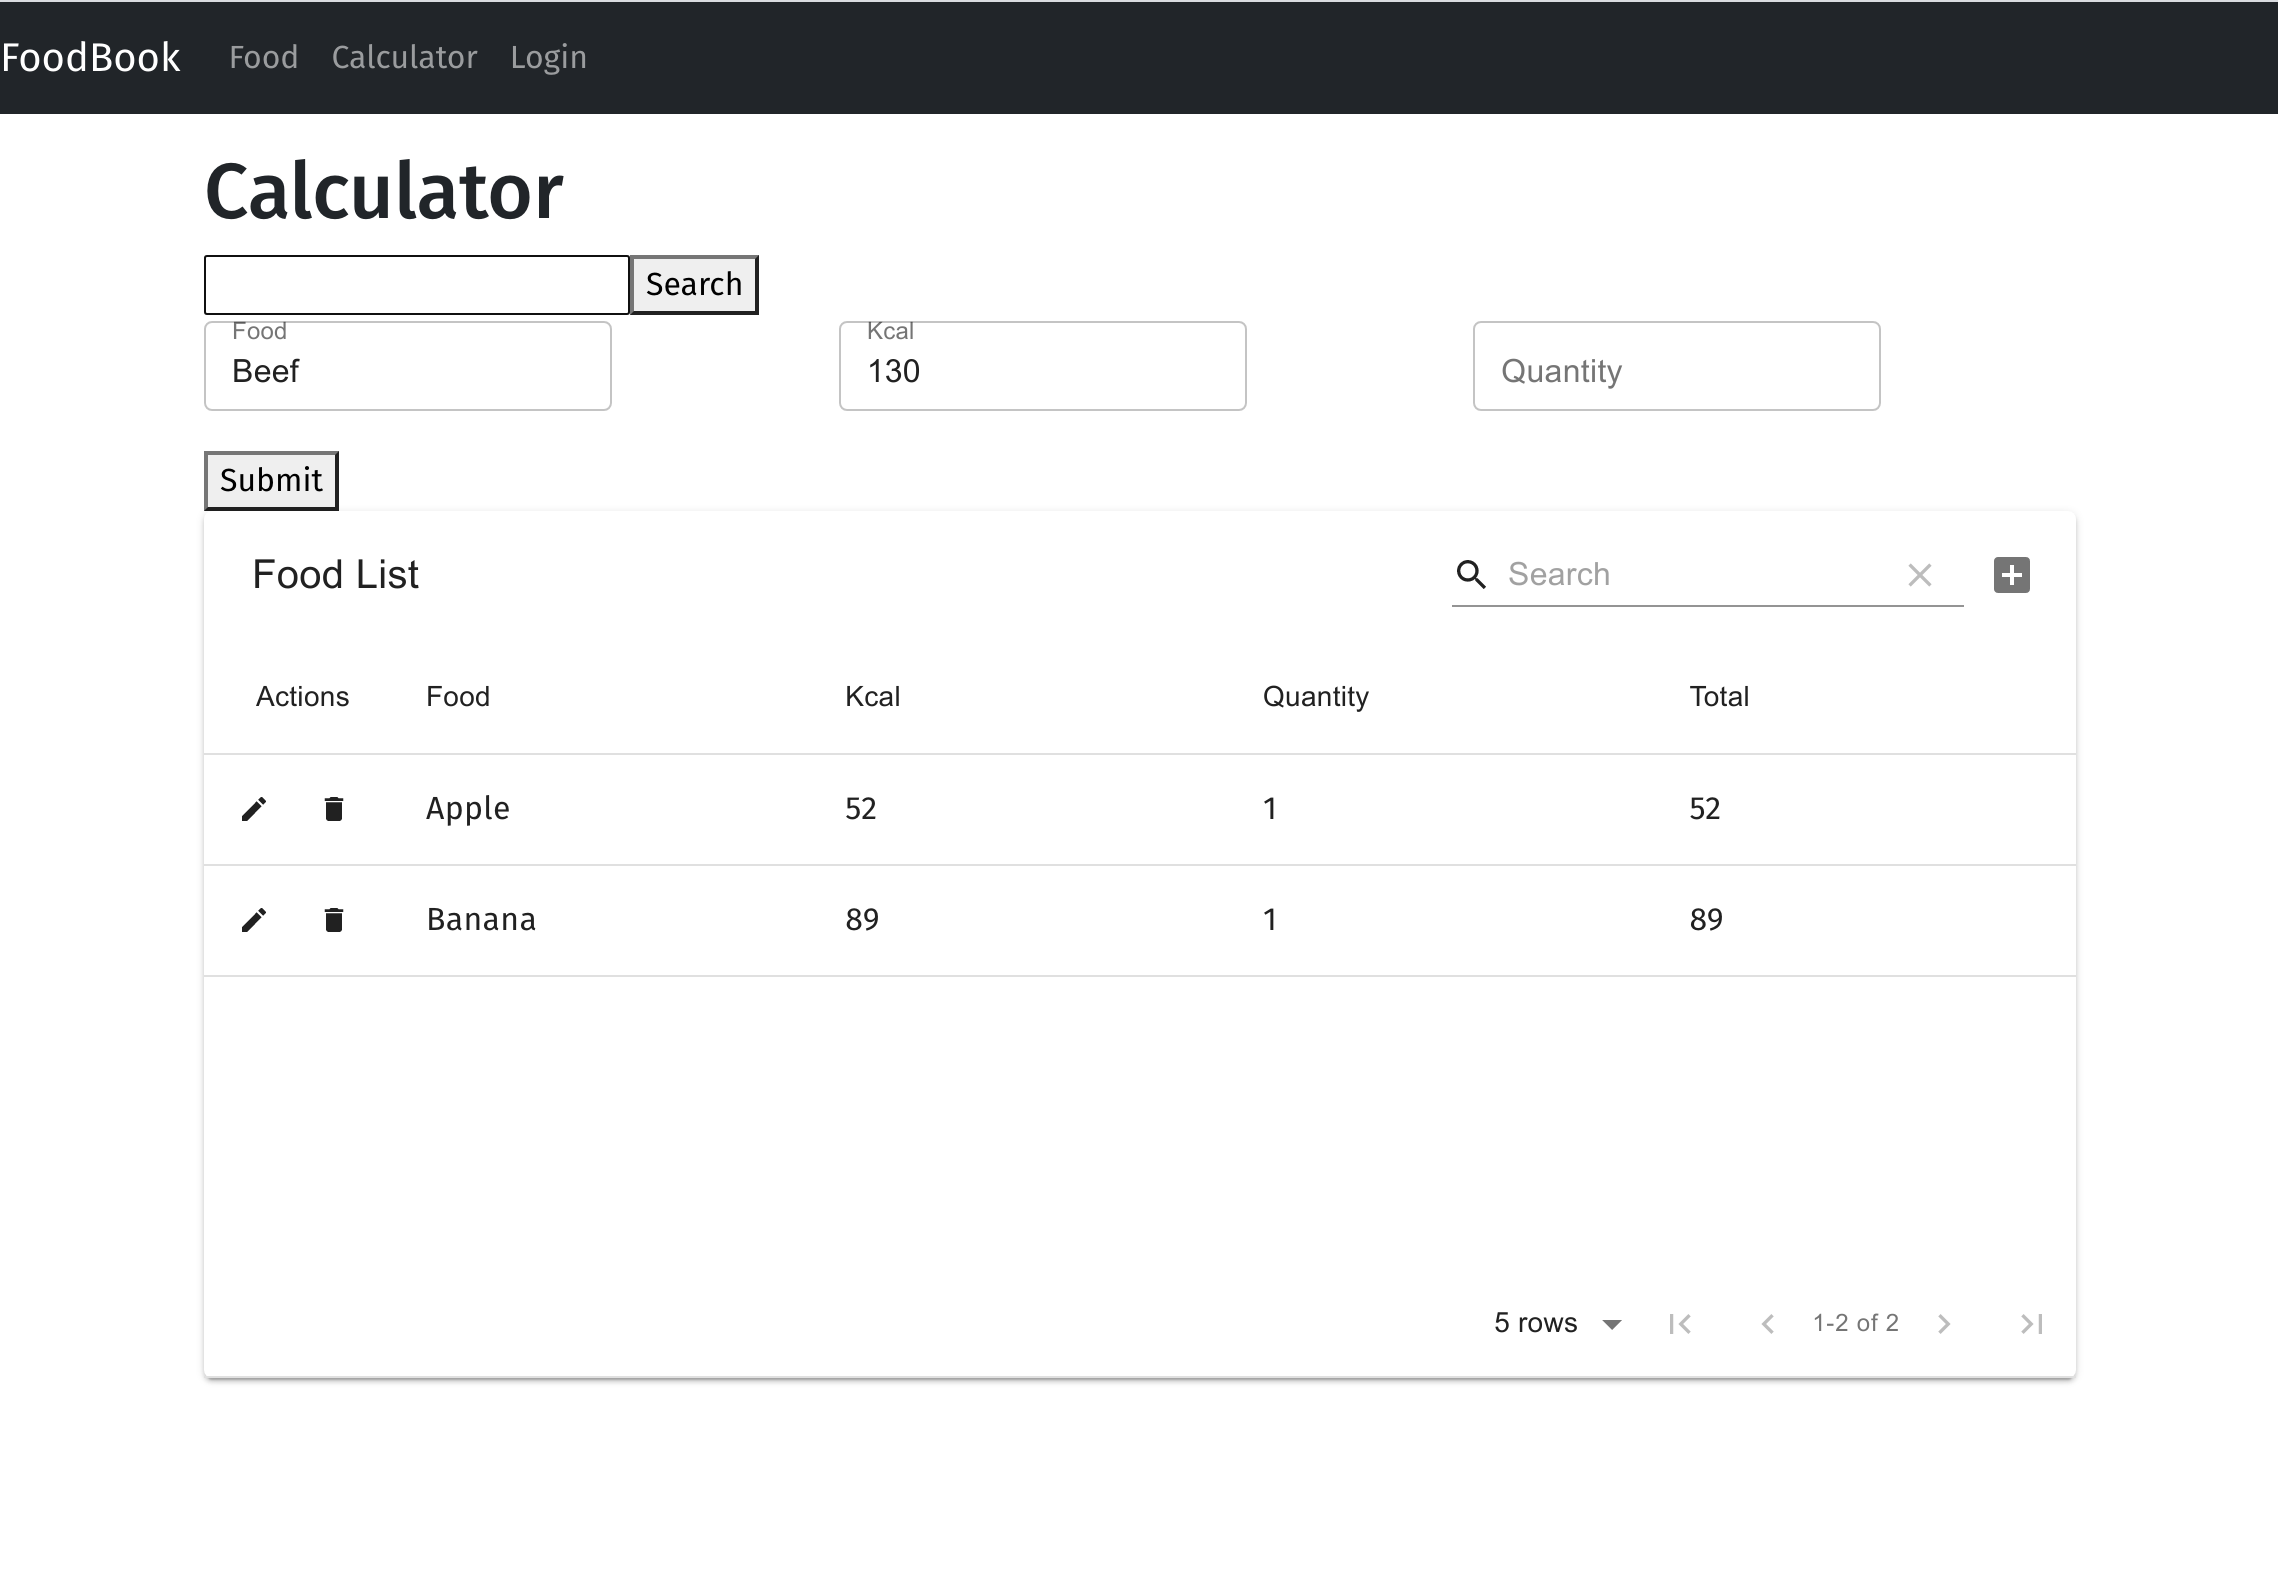 FoodBook Food Calculator Login
Calculator
Search
Food Kcal
Beef 130 Quantity
Submit
Food List Search
Actions Food Kcal Quantity Total
Apple 52 1 52
Banana 89 1 89
5 rows 1-2 of 2